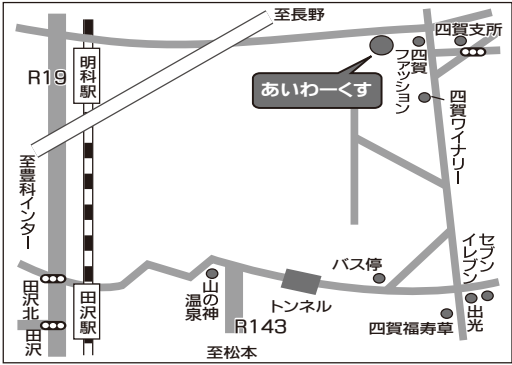 至長野
四賀支所
明科駅
R19
四賀
ファッション
あいわーくす
四賀ワイナリー
至豊科インター
セブン
イレブン
バス停
山の神
温泉
トンネル
田沢北
田沢
田沢駅
R143
出光
四賀福寿草
至松本